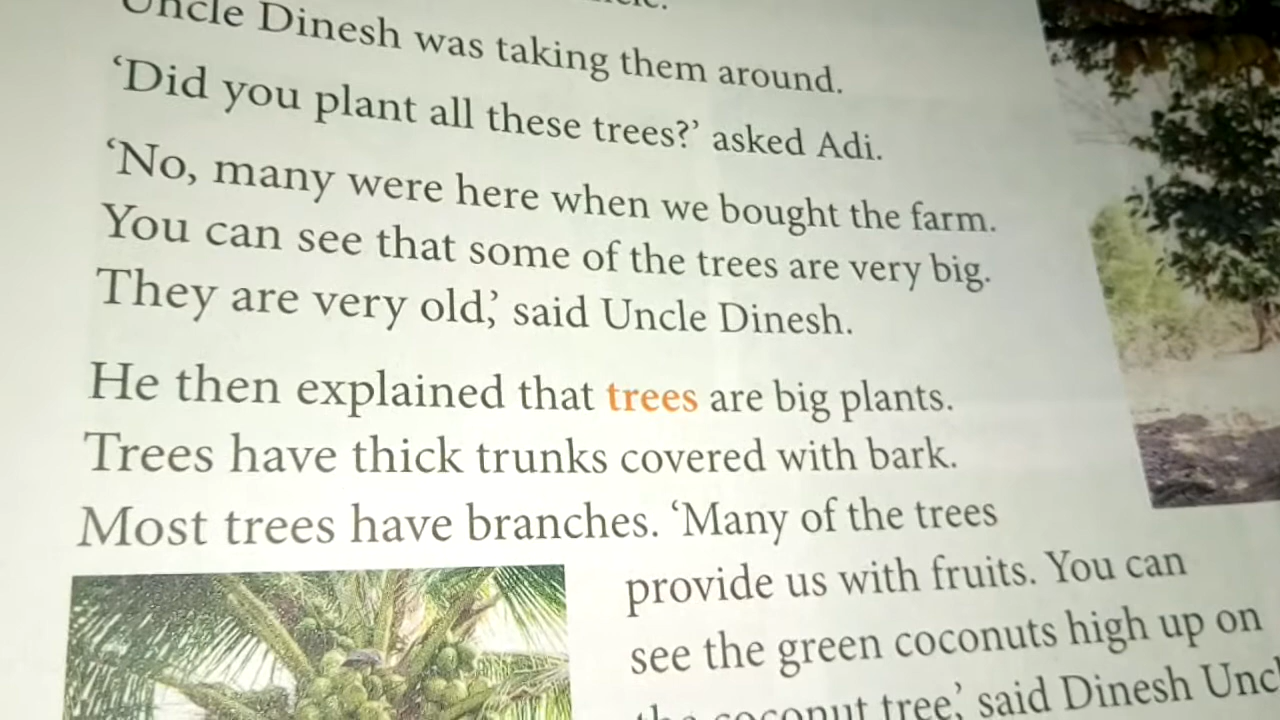 Uncle Dinesh was taking them around.
‘Did you plant all these trees?’ asked Adi.
‘No, many were here when we bought the farm.
You can see that some of the trees are very big.
They are very old,’ said Uncle Dinesh.
He then explained that trees are big plants.
Trees have thick trunks covered with bark.
Most trees have branches. ‘Many of the trees
provide us with fruits. You can
see the green coconuts high up on
the coconut tree,’ said Dinesh